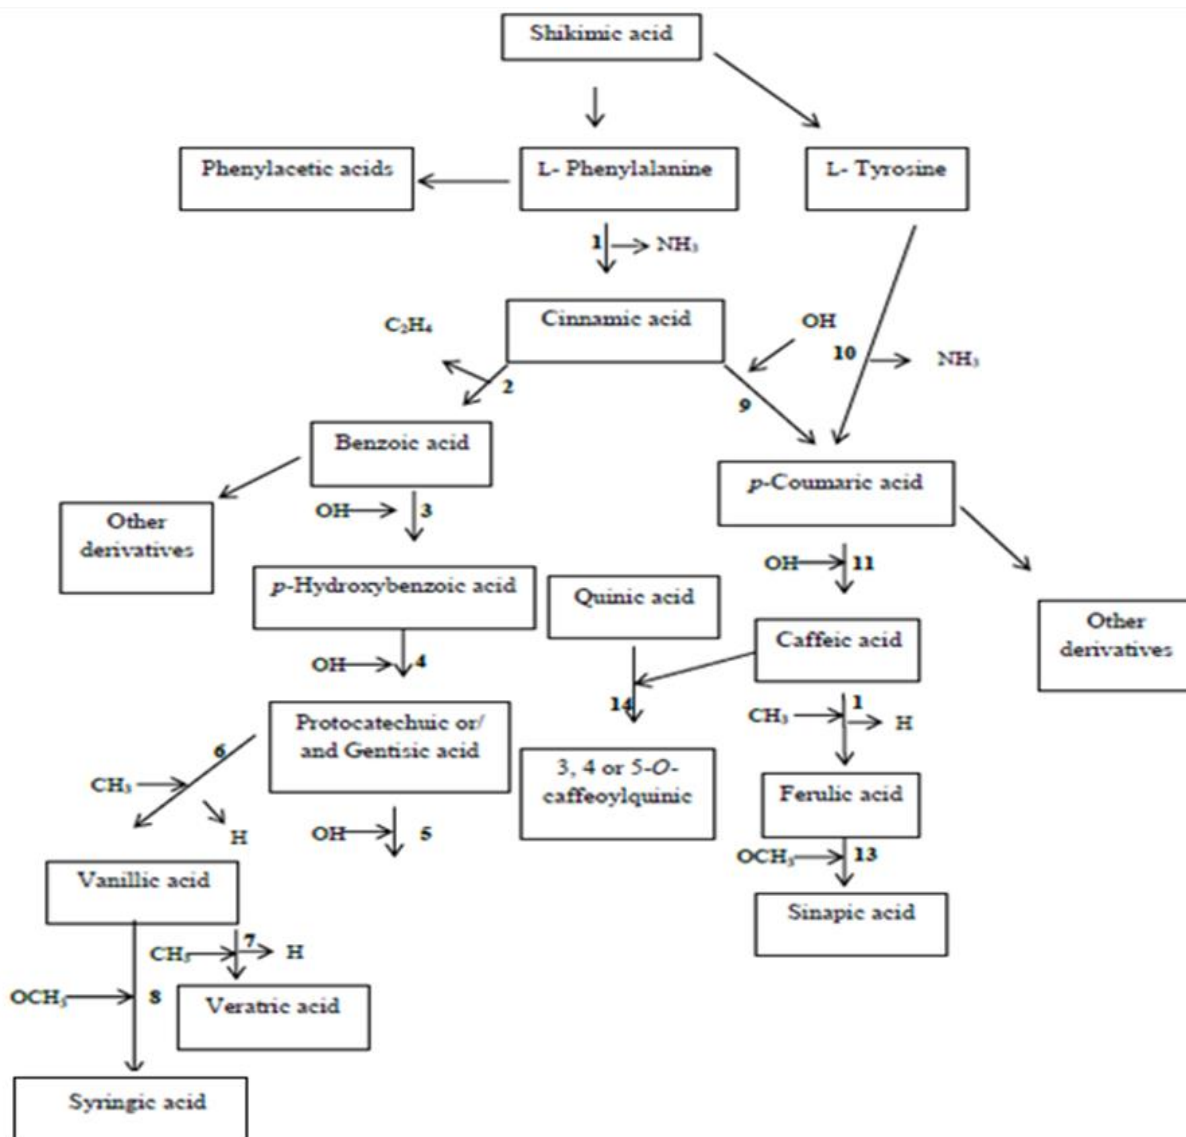 Shikimic acid
Phenylacetic acids
L- Phenylalanine
L- Tyrosine
1
NH₃
Cinnamic acid
C₂H₄
OH
10
NH₃
2
9
Benzoic acid
p-Coumaric acid
OH
3
Other
derivatives
OH
11
p-Hydroxybenzoic acid
Quinic acid
Other
derivatives
Caffeic acid
OH
4
14
CH₃
1
H
Protocatechuic or/
and Gentisic acid
6
3, 4 or 5-O-
caffeoylquinic
CH₃
H
Ferulic acid
OH
5
OCH₃
13
Vanillic acid
Sinapic acid
CH₃
7
H
OCH₃
8
Veratric acid
Syringic acid